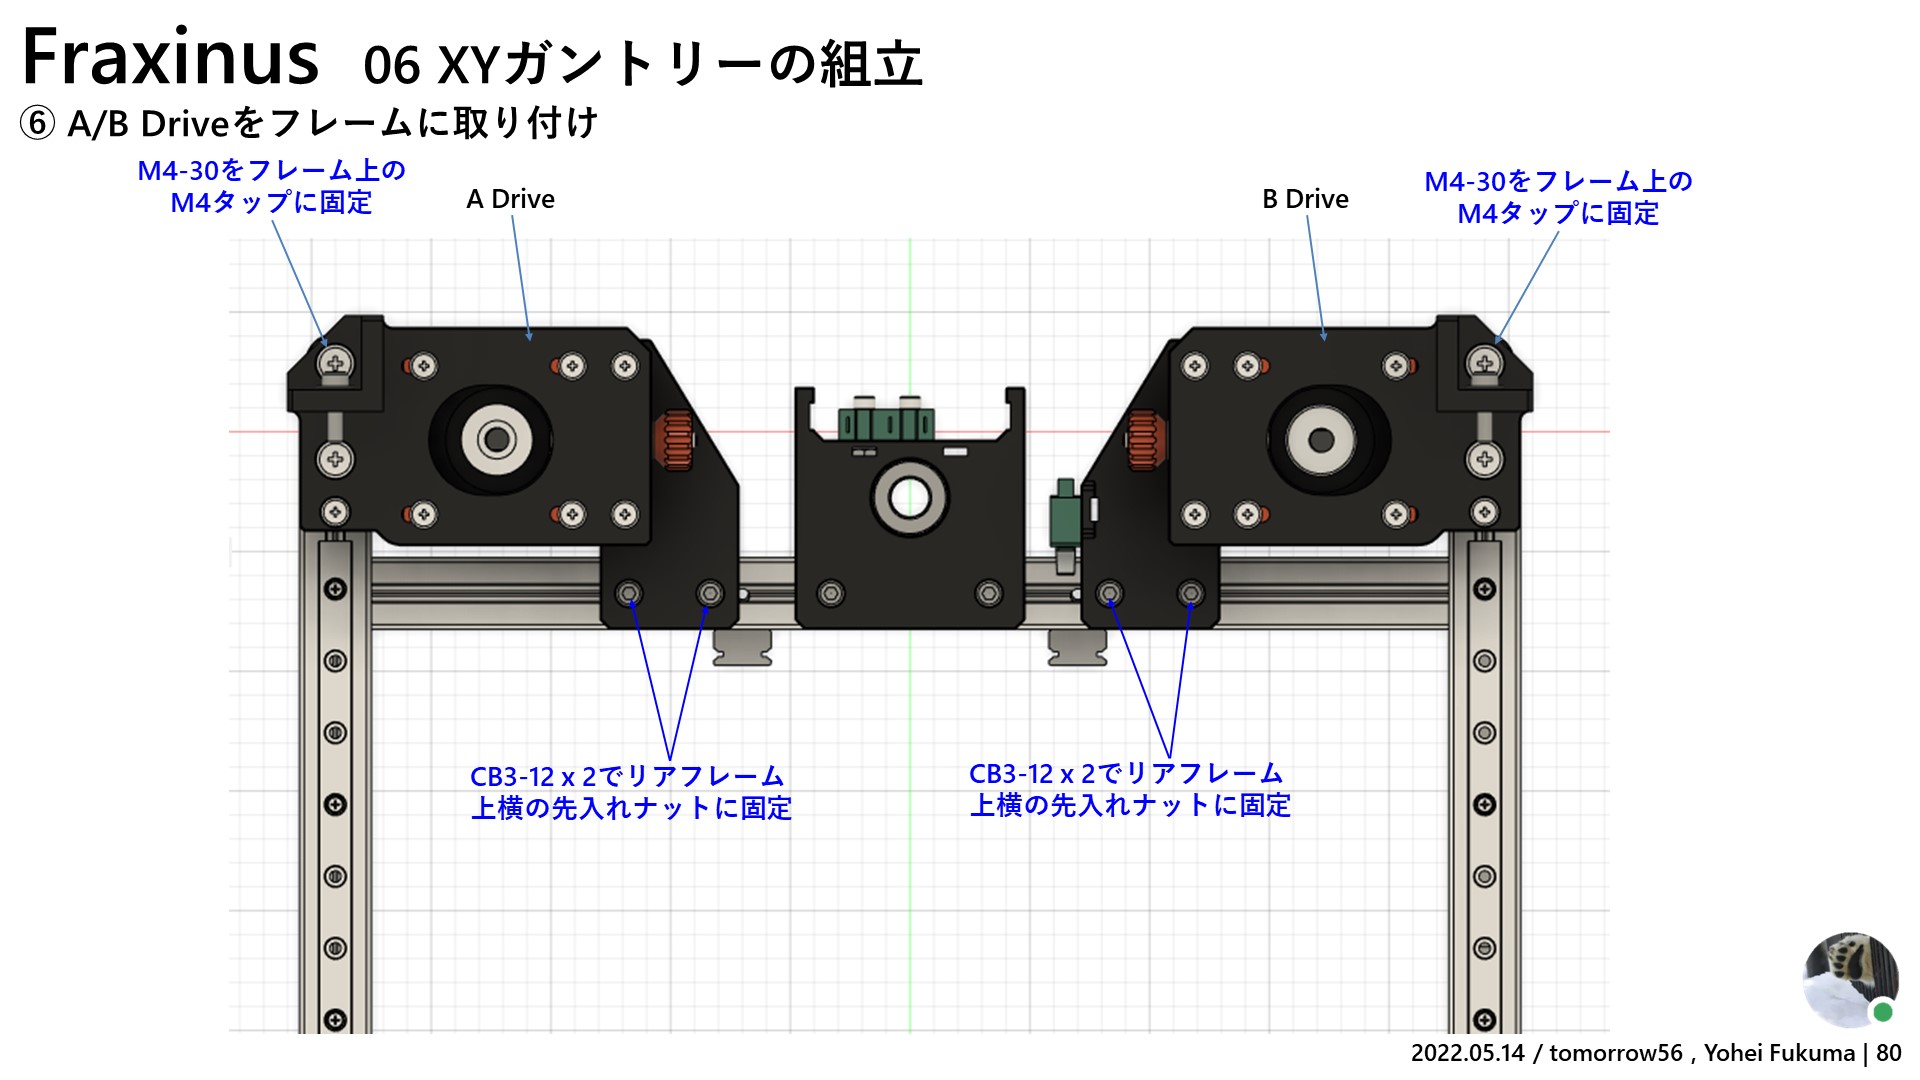 Fraxinus 06 XYガントリーの組立
⑥ A/B Driveをフレームに取り付け
M4-30をフレーム上の
M4タップに固定
A Drive
B Drive
M4-30をフレーム上の
M4タップに固定
CB3-12 x 2でリアフレーム
上横の先入れナットに固定
CB3-12 x 2でリアフレーム
上横の先入れナットに固定
2022.05.14 / tomorrow56 , Yohei Fukuma | 80